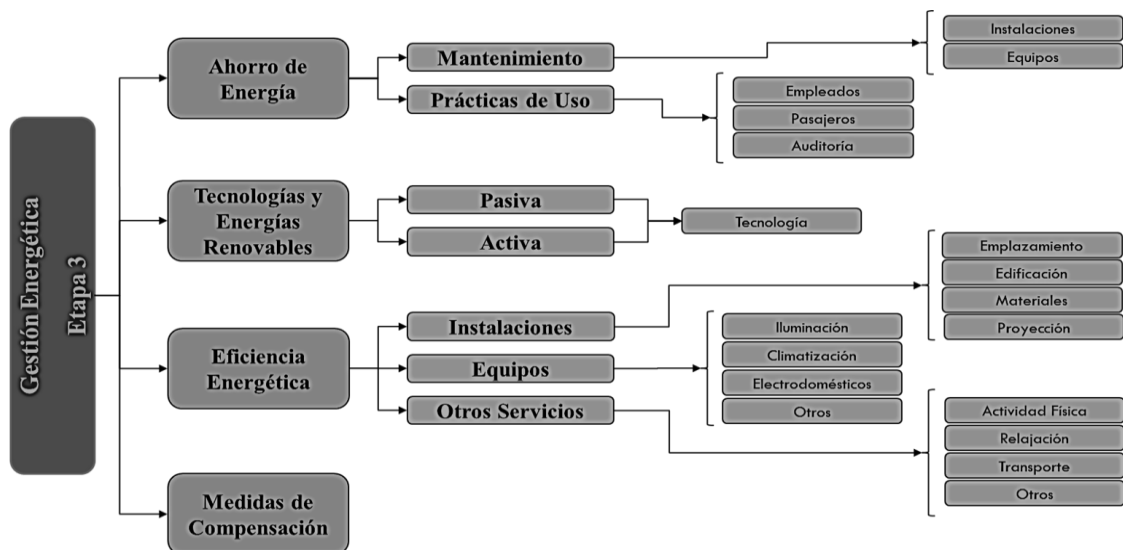 Gestión Energética
Etapa 3
Ahorro de
Energía
Mantenimiento
Instalaciones
Equipos
Prácticas de Uso
Empleados
Pasajeros
Auditoría
Tecnologías y
Energías
Renovables
Pasiva
Activa
Tecnología
Eficiencia
Energética
Instalaciones
Emplazamiento
Edificación
Materiales
Proyección
Equipos
Iluminación
Climatización
Electrodomésticos
Otros
Otros Servicios
Actividad Física
Relajación
Transporte
Otros
Medidas de
Compensación